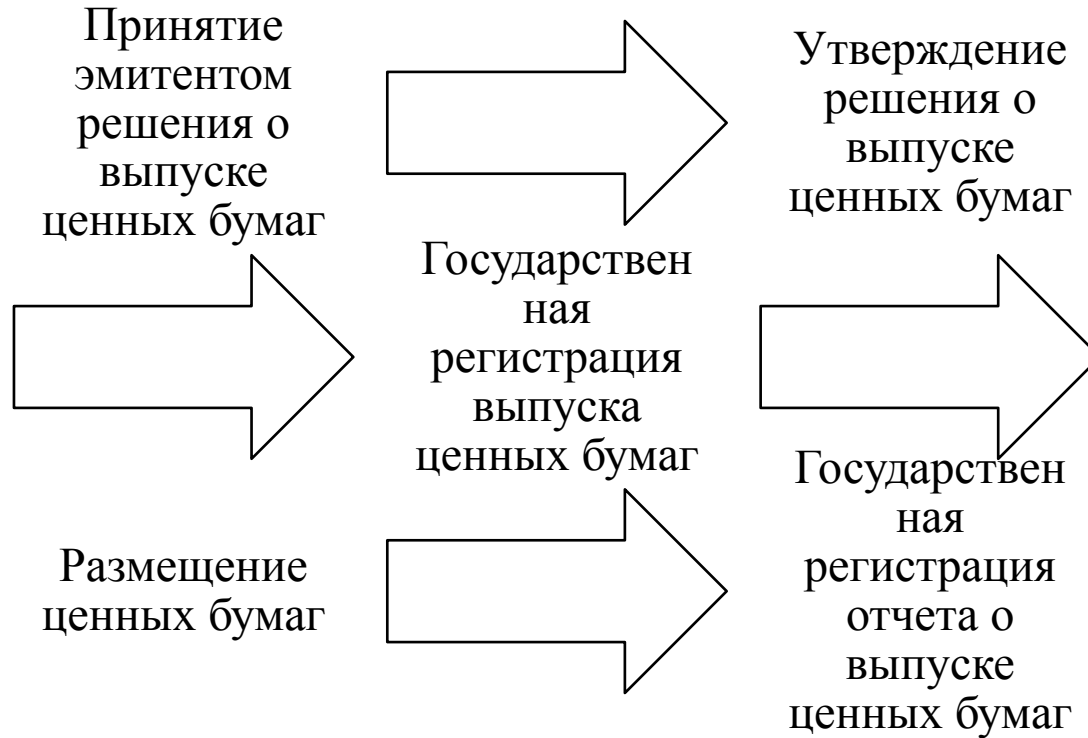 Принятие
эмитентом
решения о
выпуске
ценных бумаг
Утверждение
решения о
выпуске
ценных бумаг
Государствен
ная
регистрация
выпуска
ценных бумаг
Размещение
ценных бумаг
Государствен
ная
регистрация
отчета о
выпуске
ценных бумаг